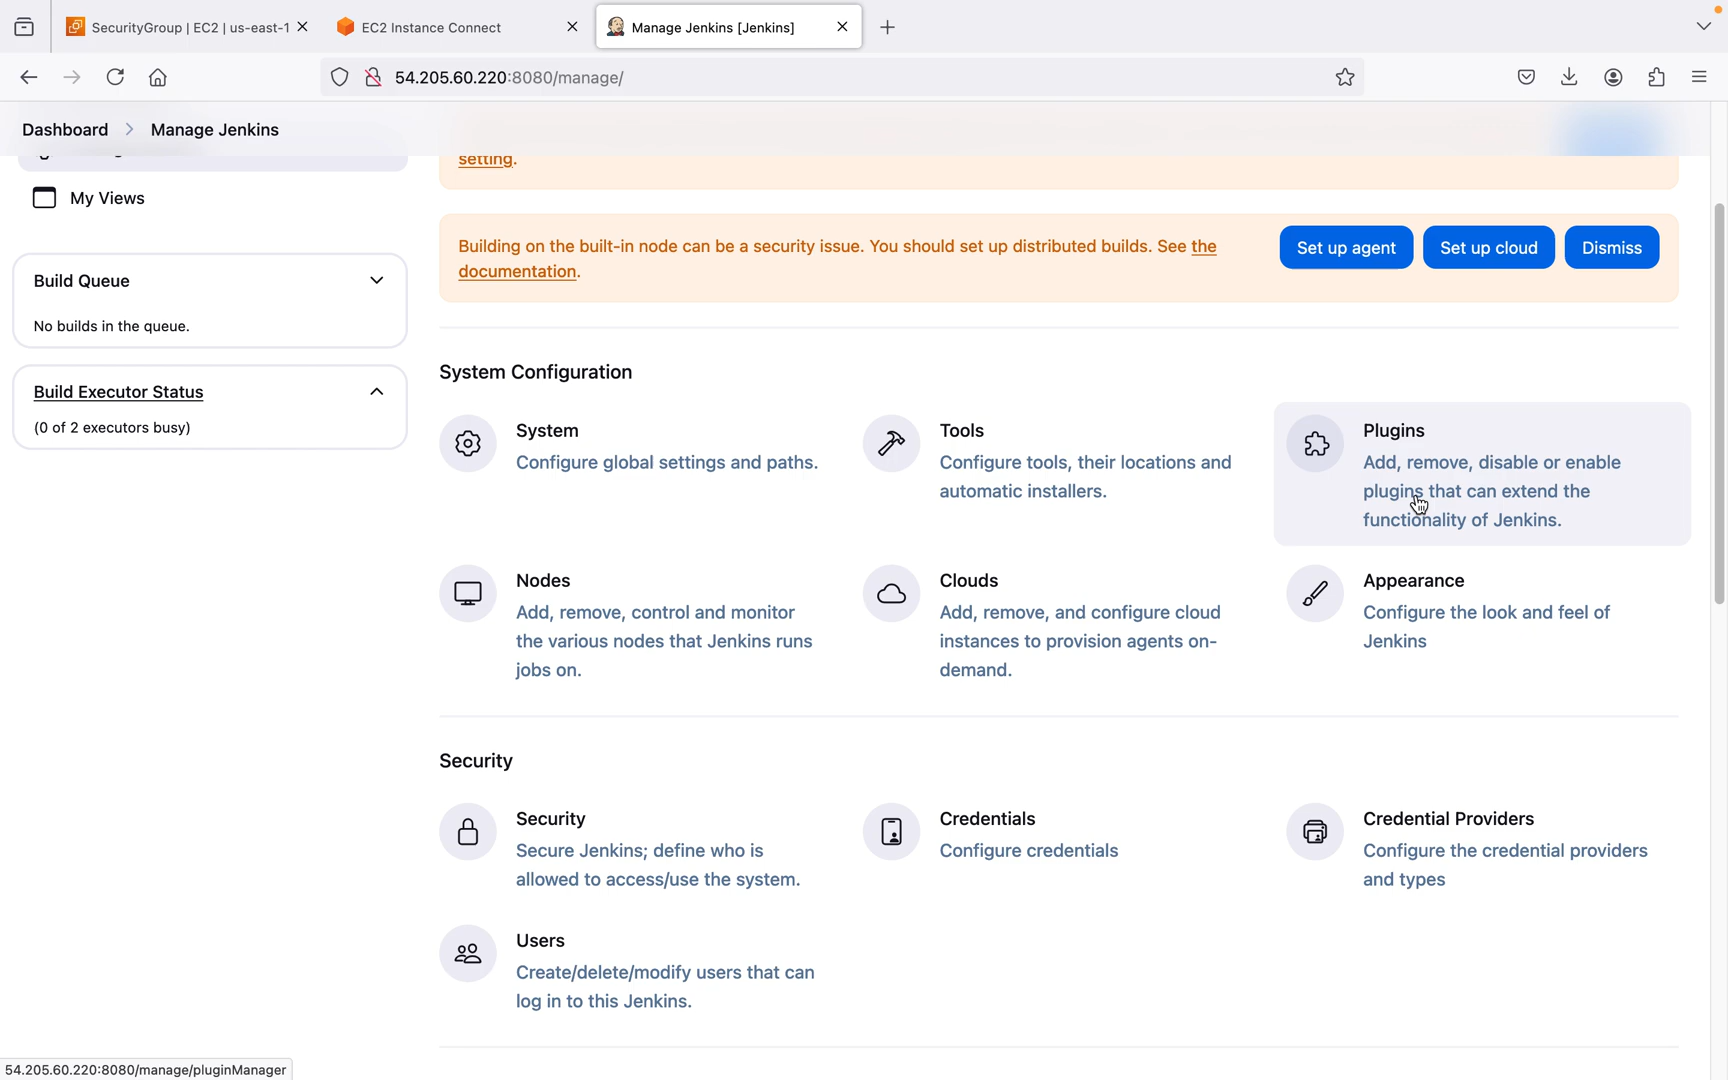 SecurityGroup | EC2 | us-east-1
EC2 Instance Connect
Manage Jenkins [Jenkins]
54.205.60.220:8080/manage/
Dashboard
Manage Jenkins
setting.
My Views
Building on the built-in node can be a security issue. You should set up distributed builds. See the
documentation.
Set up agent
Set up cloud
Dismiss
Build Queue
No builds in the queue.
Build Executor Status
(0 of 2 executors busy)
System Configuration
System
Configure global settings and paths.
Tools
Configure tools, their locations and
automatic installers.
Plugins
Add, remove, disable or enable
plugins that can extend the
functionality of Jenkins.
Nodes
Add, remove, control and monitor
the various nodes that Jenkins runs
jobs on.
Clouds
Add, remove, and configure cloud
instances to provision agents on-
demand.
Appearance
Configure the look and feel of
Jenkins
Security
Security
Secure Jenkins; define who is
allowed to access/use the system.
Credentials
Configure credentials
Credential Providers
Configure the credential providers
and types
Users
Create/delete/modify users that can
log in to this Jenkins.
54.205.60.220:8080/manage/pluginManager